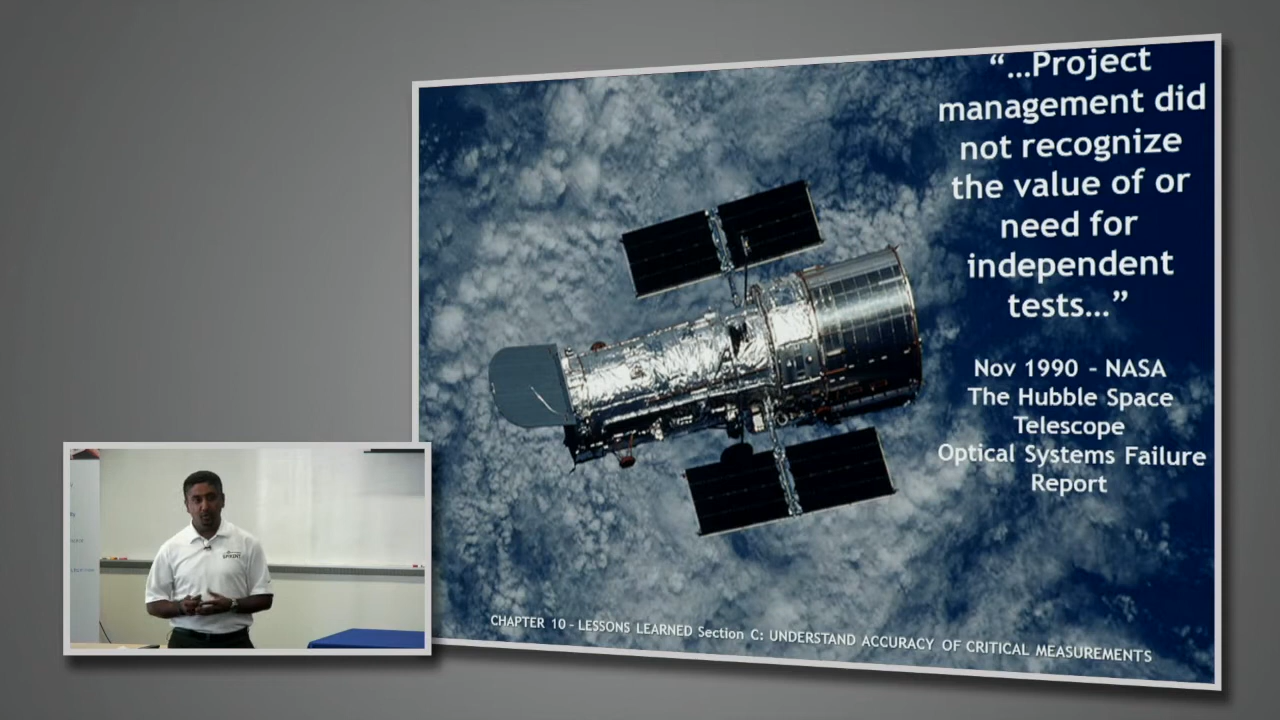 “...Project
management did
not recognize
the value of or
need for
independent
tests...”
Nov 1990 - NASA
The Hubble Space
Telescope
Optical Systems Failure
Report
CHAPTER 10 - LESSONS LEARNED Section C: UNDERSTAND ACCURACY OF CRITICAL MEASUREMENTS